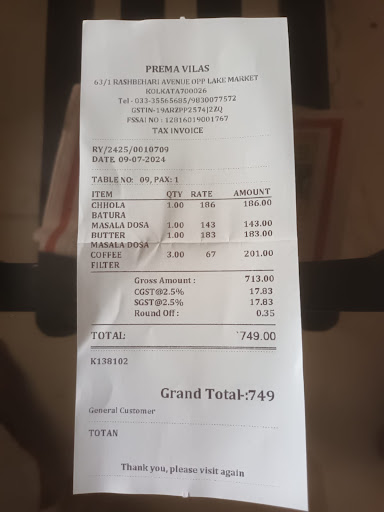 PREMA VILAS
63/1 RASHBEHARI AVENUE OPP LAKE MARKET
KOLKATA700026
Tel - 033-35565685/9830077572
GSTIN-19ARZPP2574J2ZQ
FSSAI NO : 12816019001767
TAX INVOICE
RY/2425/0010709
DATE 09-07-2024
TABLE NO: 09, PAX: 1
ITEM QTY RATE AMOUNT
CHHOLA 1.00 186 186.00
BATURA
MASALA DOSA 1.00 143 143.00
BUTTER 1.00 183 183.00
MASALA DOSA
COFFEE 3.00 67 201.00
FILTER
Gross Amount : 713.00
CGST@2.5% 17.83
SGST@2.5% 17.83
Round Off : 0.35
TOTAL: 749.00
K138102
Grand Total-:749
General Customer
TOTAN
Thank you, please visit again